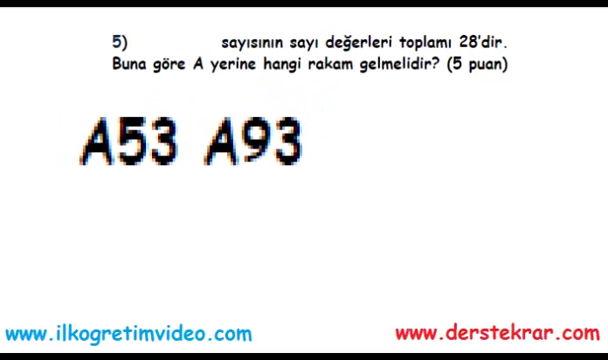 5) sayısının sayı değerleri toplamı 28'dir.
Buna göre A yerine hangi rakam gelmelidir? (5 puan)
A53 A93
www.ilkogretimvideo.com www.derstekrar.com